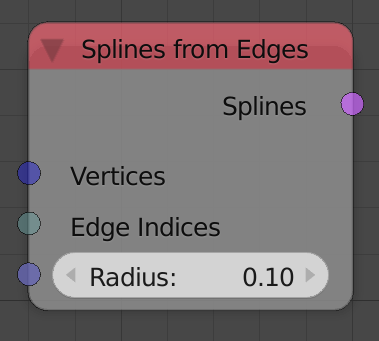 Splines from Edges
Splines
Vertices
Edge Indices
Radius: 0.10